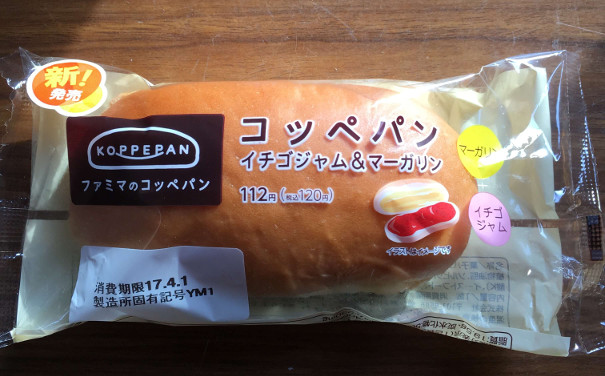 新!
発売
KOPPEPAN
ファミマのコッペパン
コッペパン
イチゴジャム&マーガリン
112円(税込120円)
マーガリン
イチゴ
ジャム
イラストはイメージです
消費期限17.4.1
製造所固有記号YM1